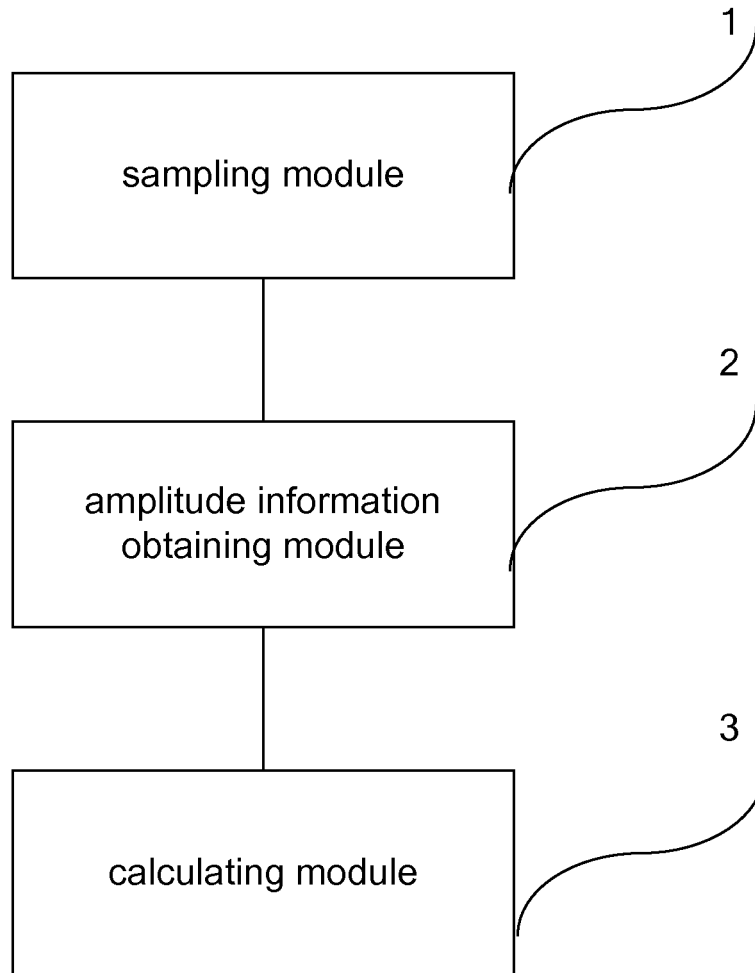 1
sampling module
2
amplitude information
obtaining module
3
calculating module